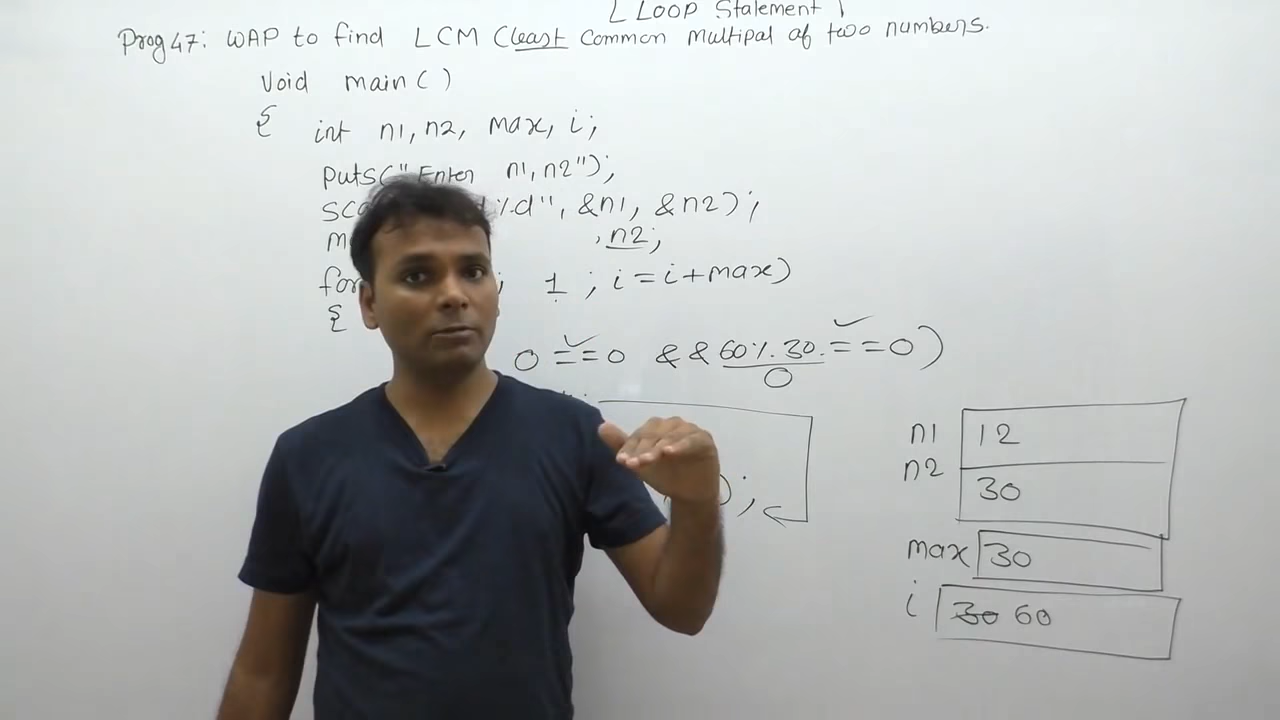 [ Loop Statement ]
Prog 47: WAP to find LCM (least Common Multipal of two numbers.
void main( )
{ int n1, n2, max, i;
puts("Enter n1, n2");
%d", &n1, &n2);
n2;
for ; 1 ; i=i+max)
{
0 ==0 && 60%30 ==0)
0
;
n1 12
n2 30
max 30
i 30 60